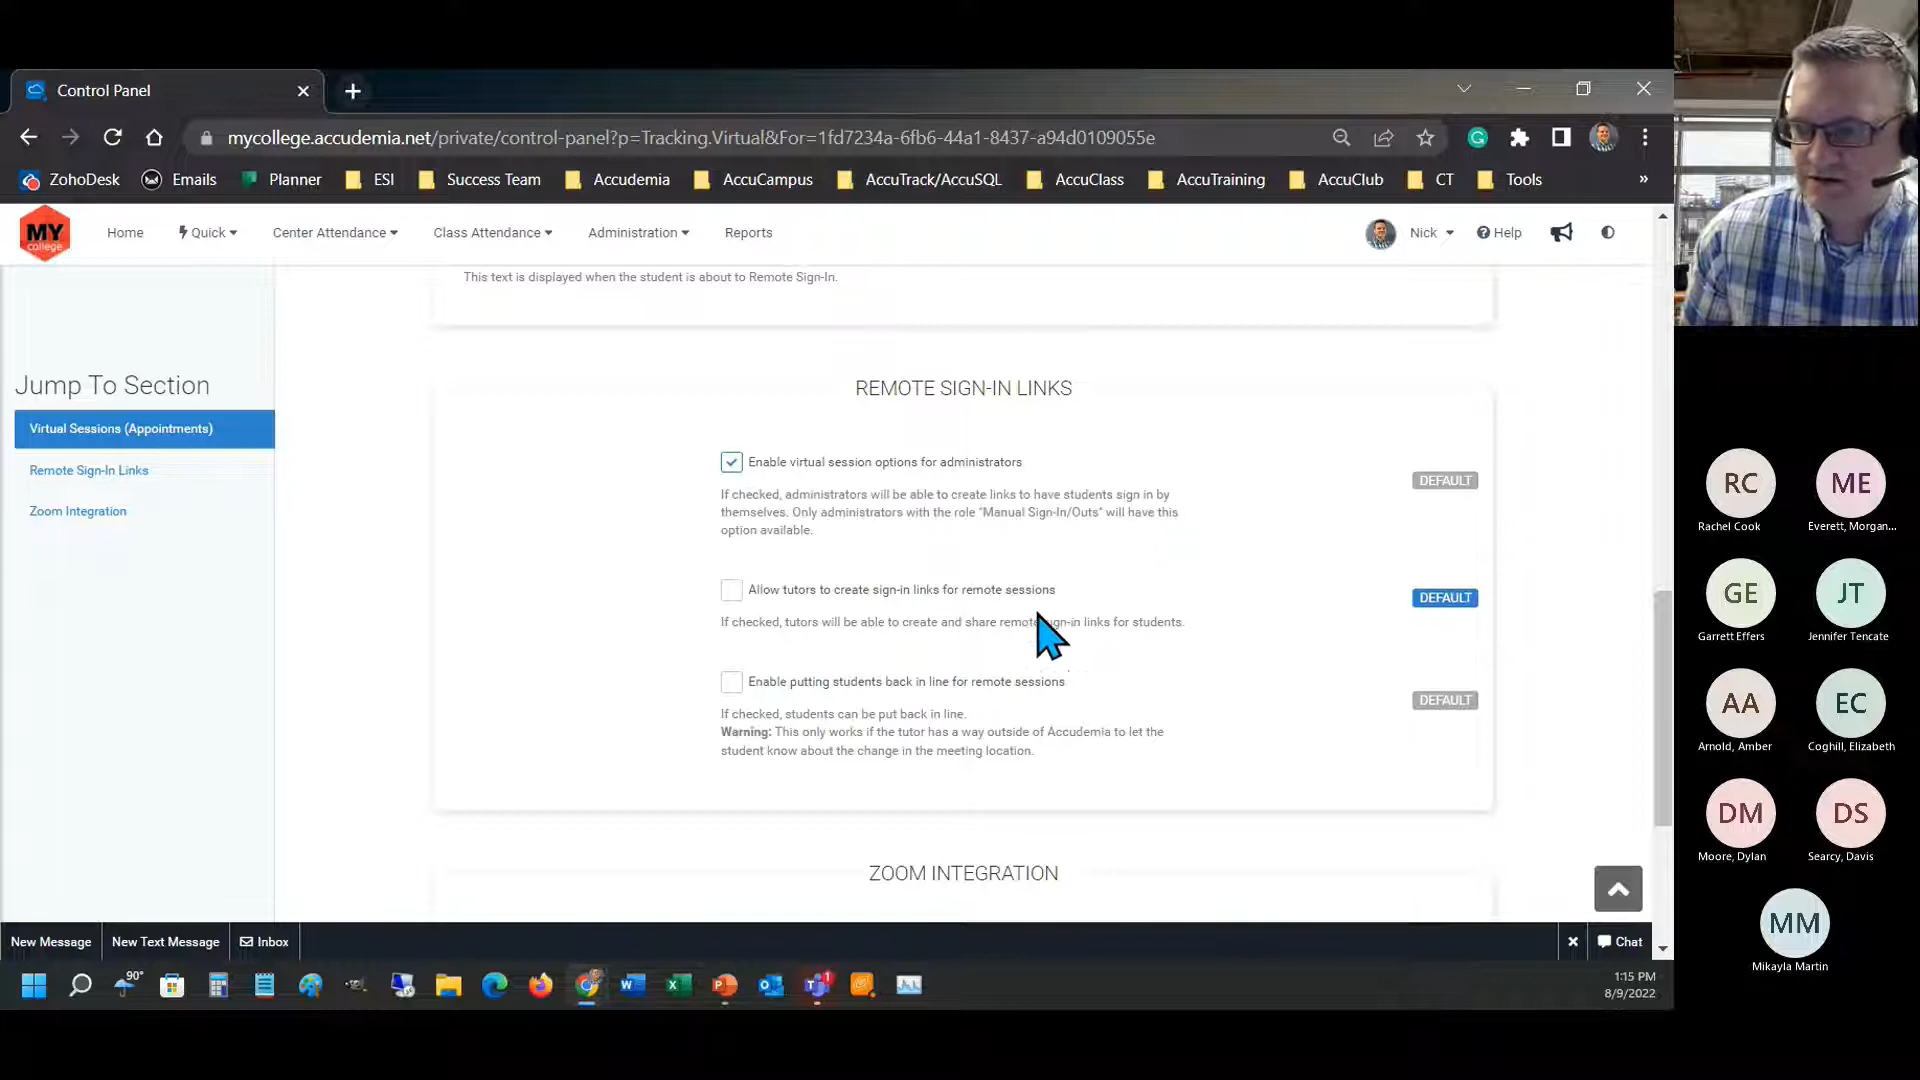 Control Panel
mycollege.accudemia.net/private/control-panel?p=Tracking.Virtual&For=1fd7234a-6fb6-44a1-8437-a94d0109055e
ZohoDesk Emails Planner ESI Success Team Accudemia AccuCampus AccuTrack/AccuSQL AccuClass AccuTraining AccuClub CT Tools »
MY college Home Quick Center Attendance Class Attendance Administration Reports Nick Help
This text is displayed when the student is about to Remote Sign-In.
Jump To Section
Virtual Sessions (Appointments)
Remote Sign-In Links
Zoom Integration
REMOTE SIGN-IN LINKS
Enable virtual session options for administrators
DEFAULT
If checked, administrators will be able to create links to have students sign in by
themselves. Only administrators with the role "Manual Sign-In/Outs" will have this
option available.
Allow tutors to create sign-in links for remote sessions
DEFAULT
If checked, tutors will be able to create and share remote sign-in links for students.
Enable putting students back in line for remote sessions
DEFAULT
If checked, students can be put back in line.
Warning: This only works if the tutor has a way outside of Accudemia to let the
student know about the change in the meeting location.
ZOOM INTEGRATION
New Message New Text Message Inbox Chat
90°
1
1:15 PM
8/9/2022
RC ME
Rachel Cook Everett, Morgan...
GE JT
Garrett Effers Jennifer Tencate
AA EC
Arnold, Amber Coghill, Elizabeth
DM DS
Moore, Dylan Searcy, Davis
MM
Mikayla Martin